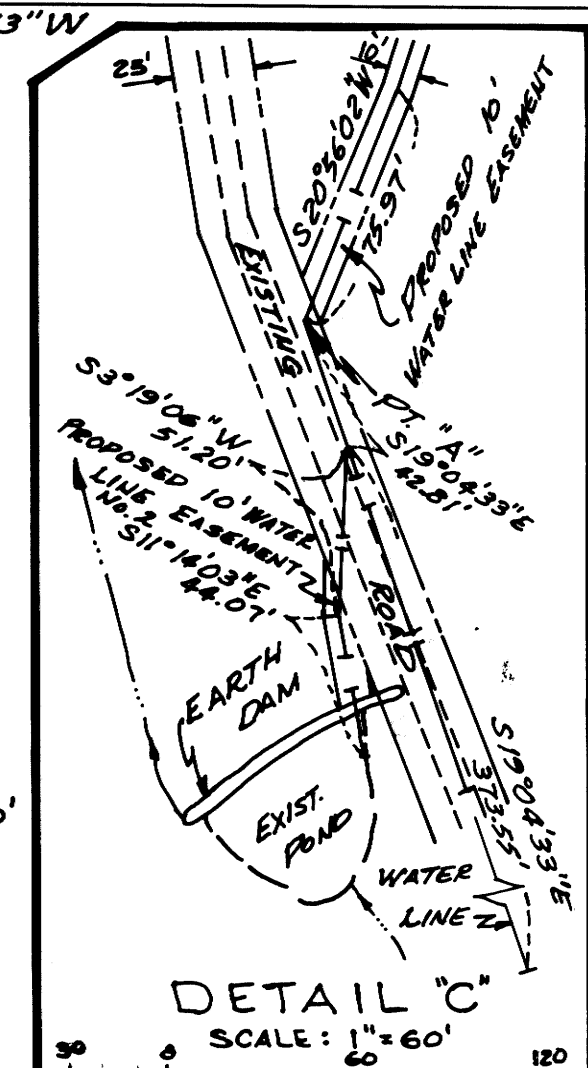 3"W
25'
S20°56'02"W
75.97'
5'
PROPOSED 10'
WATER LINE EASEMENT
EXISTING
PT. "A"
S19°04'33"E
42.81'
S3°19'06"W
51.20'
PROPOSED 10' WATER
LINE EASEMENT
NO. 2
S11°14'03"E
44.07'
ROAD
EARTH
DAM
EXIST.
POND
S19°04'33"E
373.55'
WATER
LINE
DETAIL "C"
SCALE: 1"=60'
30 0 60 120